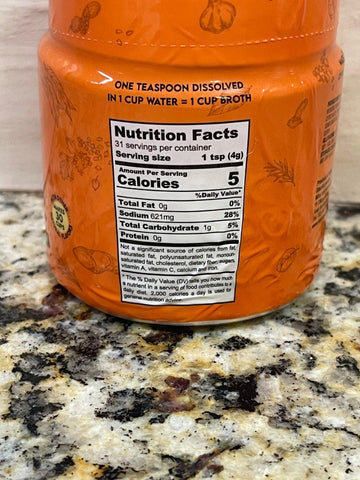 ONE TEASPOON DISSOLVED
IN 1 CUP WATER = 1 CUP BROTH
Nutrition Facts
31 servings per container
Serving size 1 tsp (4g)
Amount Per Serving
Calories 5
%Daily Value*
Total Fat 0g 0%
Sodium 621mg 28%
Total Carbohydrate 1g 5%
Protein 0g 0%
Not a significant source of calories from fat,
saturated fat, polyunsaturated fat, monoun-
saturated fat, cholesterol, dietary fiber, sugars,
vitamin A, vitamin C, calcium and iron.
* The % Daily Value (DV) tells you how much
a nutrient in a serving of food contributes to a
daily diet. 2,000 calories a day is used for
general nutrition advice.
30